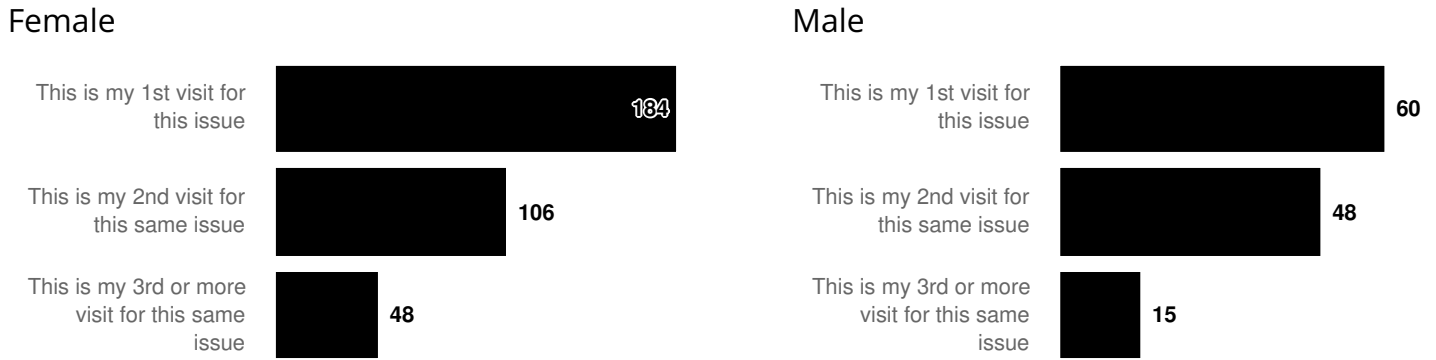 Female
This is my 1st visit for
this issue
184
This is my 2nd visit for
this same issue
106
This is my 3rd or more
visit for this same
issue
48
Male
This is my 1st visit for
this issue
60
This is my 2nd visit for
this same issue
48
This is my 3rd or more
visit for this same
issue
15